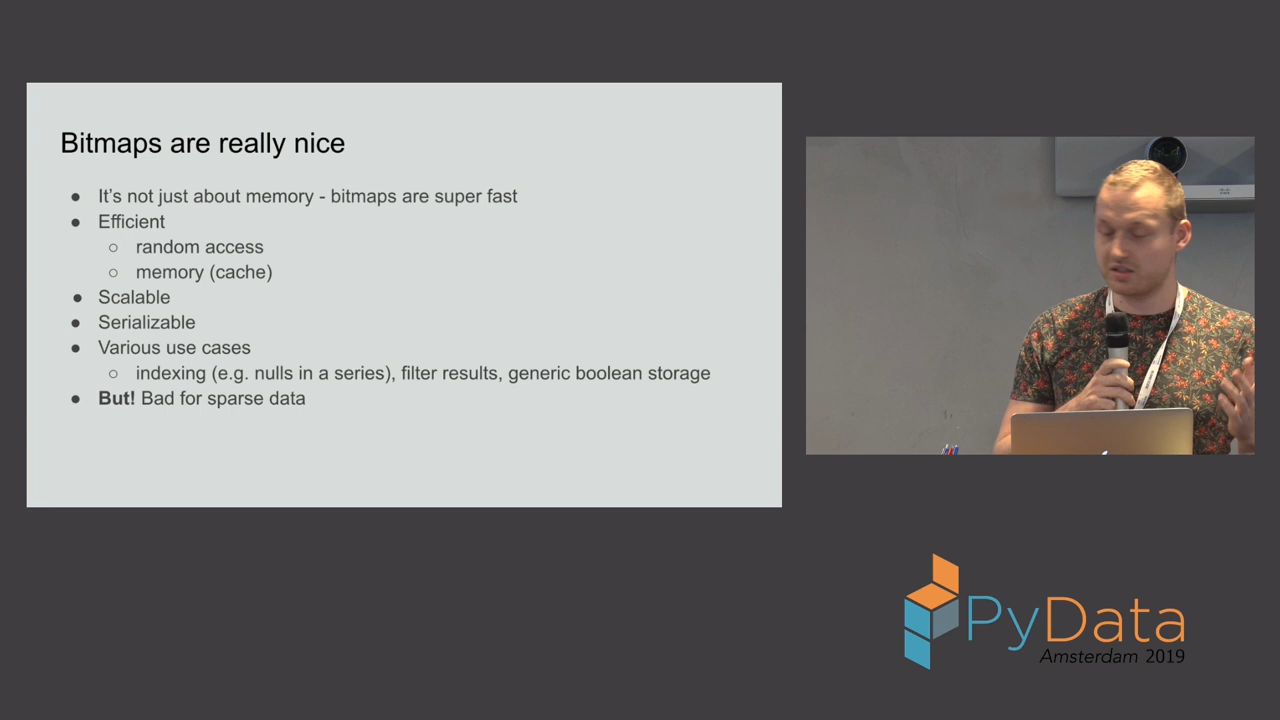 Bitmaps are really nice
● It's not just about memory - bitmaps are super fast
● Efficient
○ random access
○ memory (cache)
● Scalable
● Serializable
● Various use cases
○ indexing (e.g. nulls in a series), filter results, generic boolean storage
● But! Bad for sparse data
PyData
Amsterdam 2019